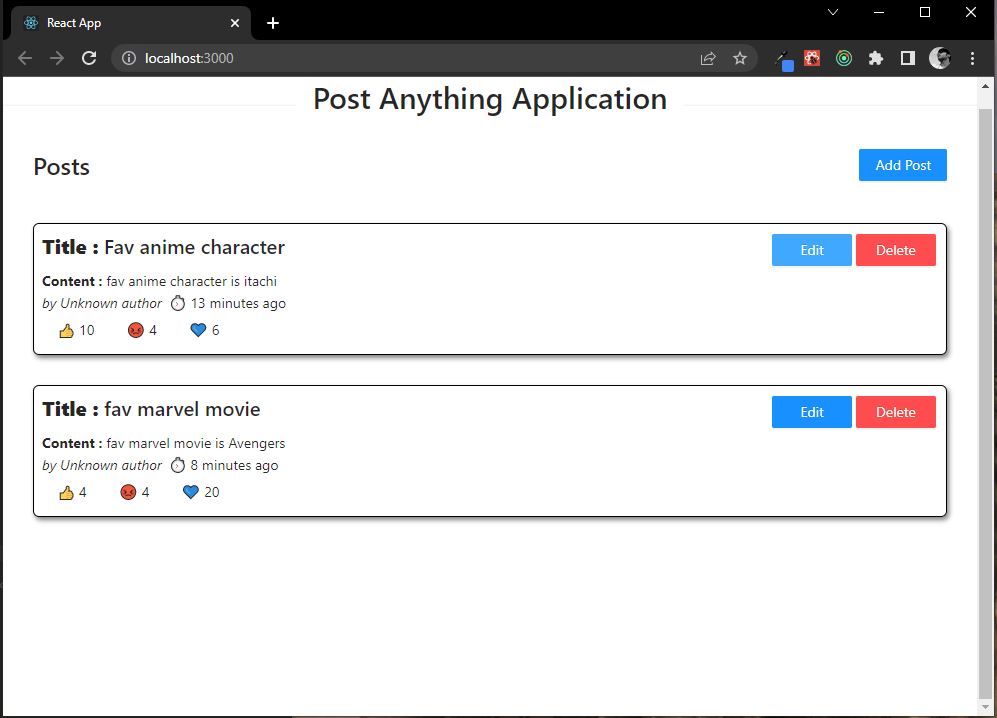 React App
localhost:3000
Post Anything Application
Posts
Add Post
Title : Fav anime character
Edit
Delete
Content : fav anime character is itachi
by Unknown author 13 minutes ago
10 4 6
Title : fav marvel movie
Edit
Delete
Content : fav marvel movie is Avengers
by Unknown author 8 minutes ago
4 4 20